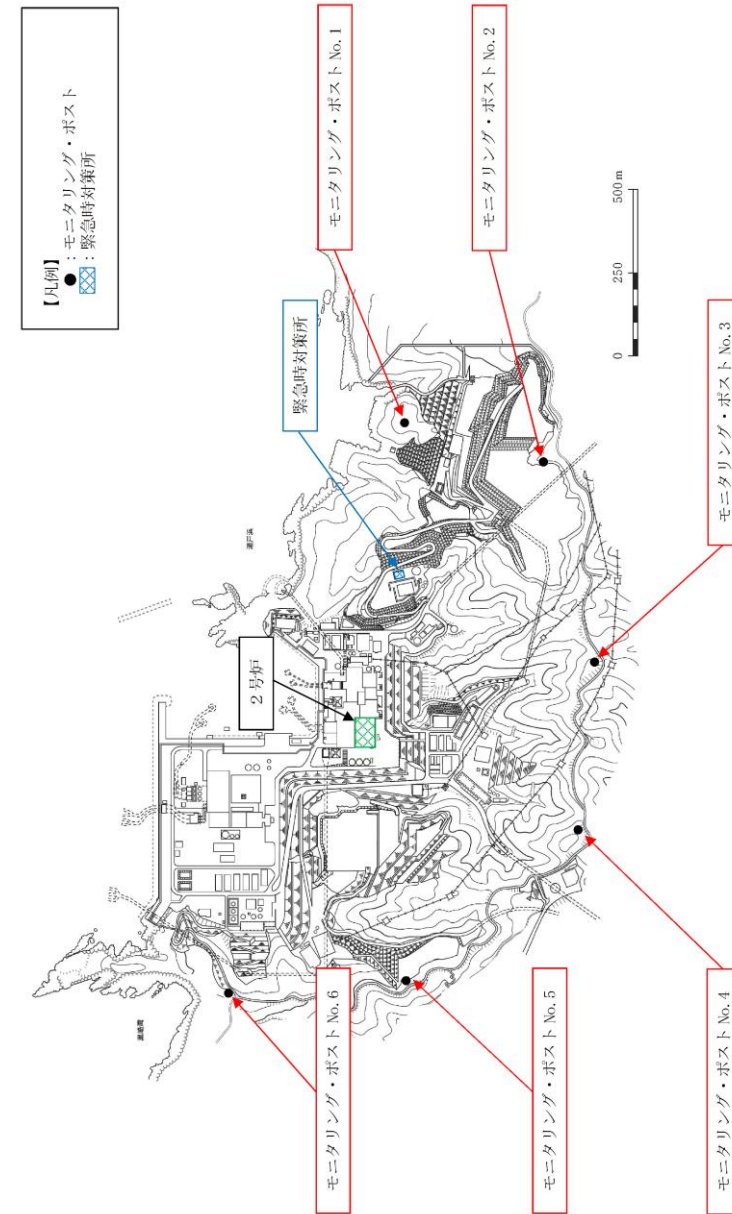 【凡例】
●：モニタリング・ポスト
：緊急時対策所
モニタリング・ポスト No.1
モニタリング・ポスト No.2
モニタリング・ポスト No.3
モニタリング・ポスト No.4
モニタリング・ポスト No.5
モニタリング・ポスト No.6
緊急時対策所
２号炉
0 250 500m